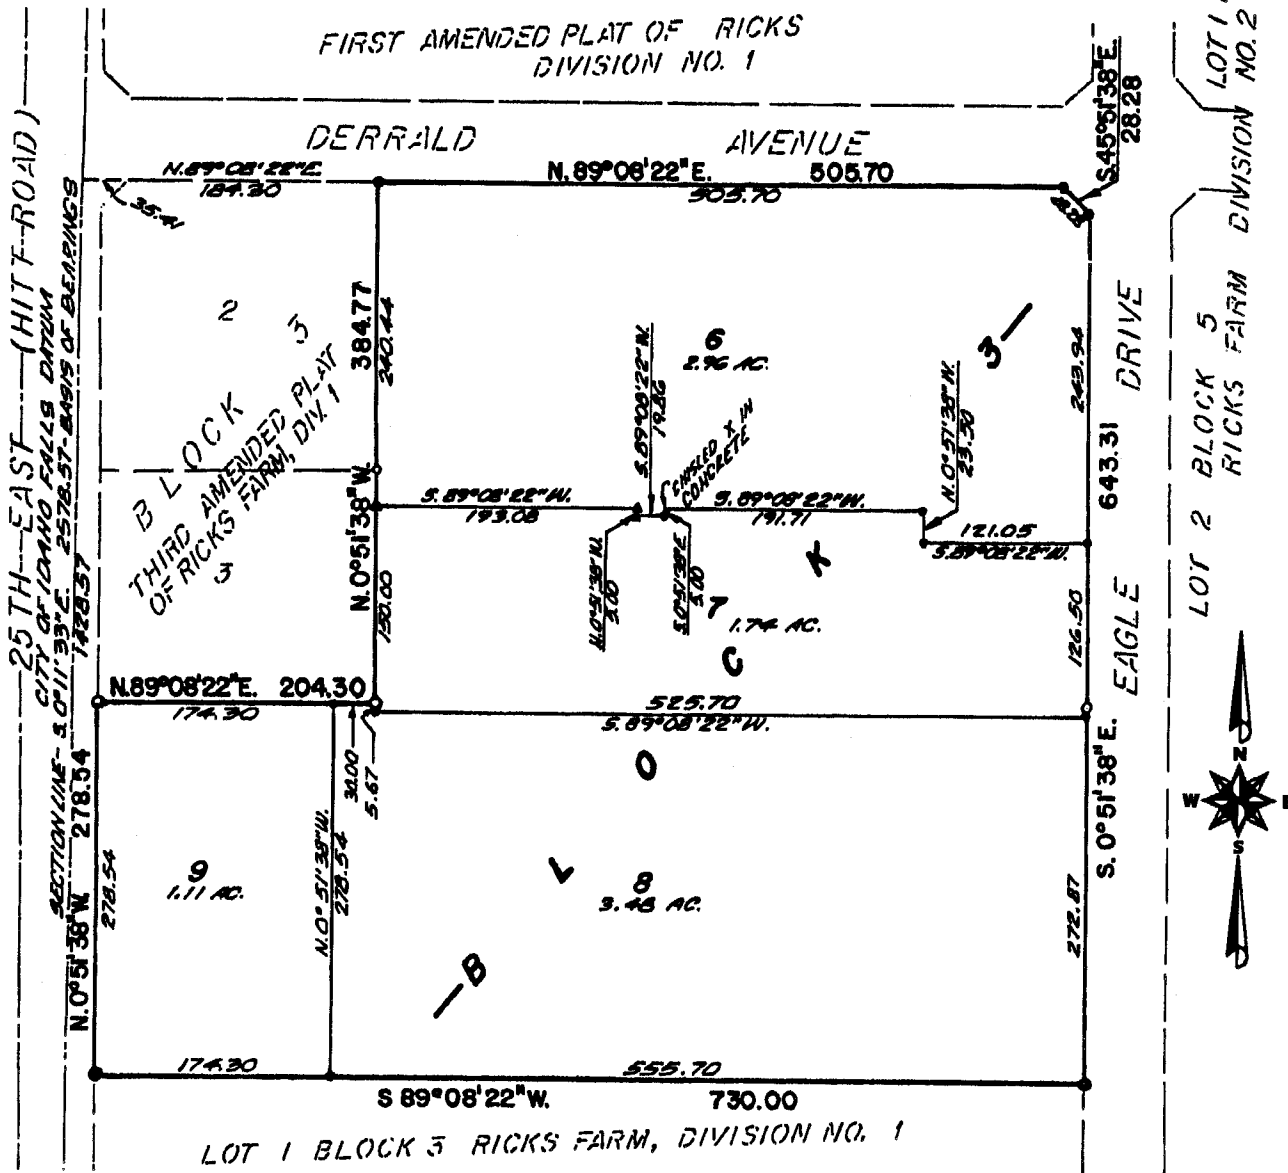 FIRST AMENDED PLAT OF RICKS
DIVISION NO. 1
DERRALD AVENUE
N.89°08'22"E.
184.30
35.41
N.89°08'22"E. 505.70
505.70
S.45°51'38"E.
28.28
28.28
LOT 1
DIVISION NO. 2
25TH EAST (HITT ROAD)
CITY OF IDAHO FALLS DATUM
SECTION LINE - S.0°11'33"E. 2578.57-BASIS OF BEARINGS
1428.57
2
3
BLOCK
THIRD AMENDED PLAT
OF RICKS FARM, DIV. 1
3
N.0°51'38"W. 384.77
240.44
150.00
6
2.96 AC.
S.89°08'22"W.
19.86
CHISLED X IN
CONCRETE
S.89°08'22"W.
193.08
S.89°08'22"W.
191.71
N.0°51'38"W.
23.50
121.05
S.89°08'22"W.
N.0°51'38"W.
5.00
S.0°51'38"E.
5.00
7
1.74 AC.
243.94
643.31
126.50
S.0°51'38"E.
272.87
EAGLE DRIVE
LOT 2 BLOCK 5
RICKS FARM
N.89°08'22"E. 204.30
174.30
30.00
5.67
525.70
S.89°08'22"W.
N.0°51'38"W. 278.54
278.54
N.0°51'38"W.
278.54
9
1.11 AC.
8
3.48 AC.
BLOCK 3
174.30
555.70
S 89°08'22"W. 730.00
LOT 1 BLOCK 3 RICKS FARM, DIVISION NO. 1
N
W E
S